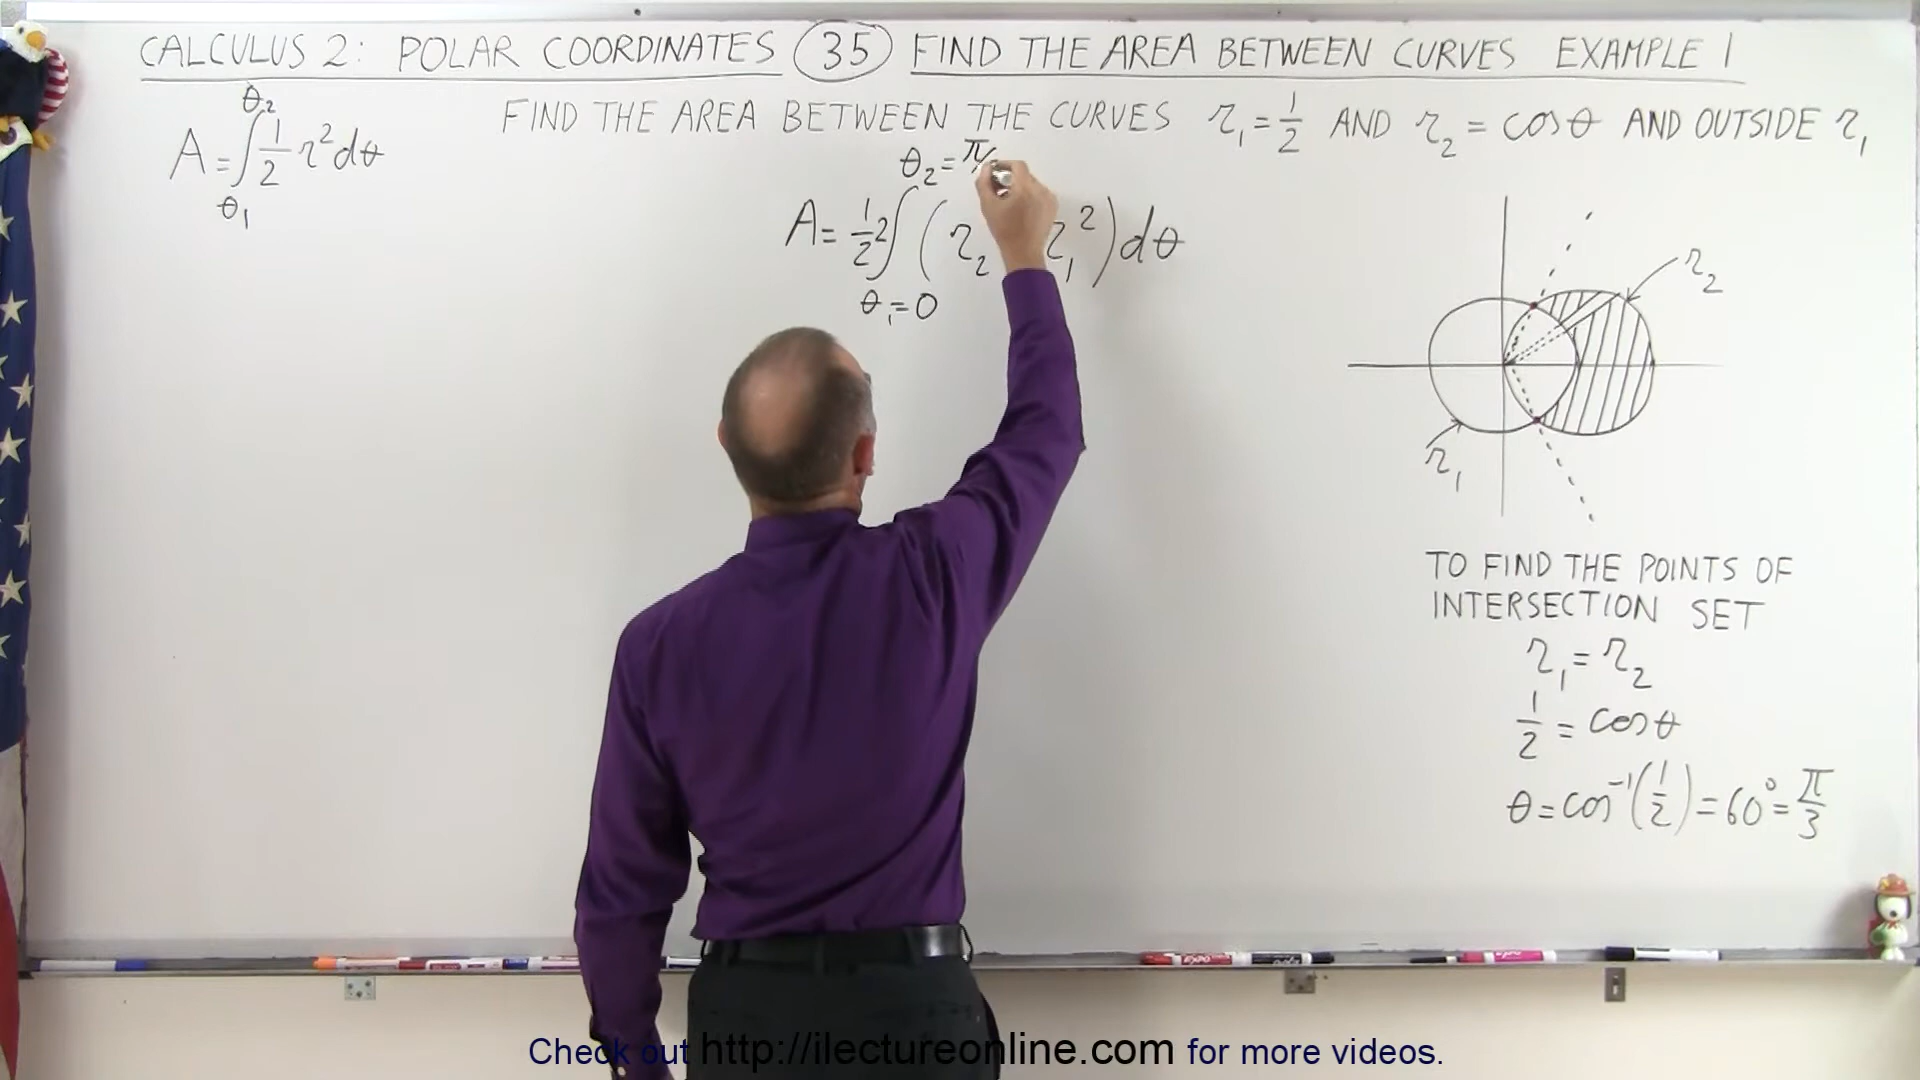 CALCULUS 2: POLAR COORDINATES 35 FIND THE AREA BETWEEN CURVES EXAMPLE 1
FIND THE AREA BETWEEN THE CURVES r₁ = 1/2 AND r₂ = cos θ AND OUTSIDE r₁
θ₂
A = ∫ 1/2 r² dθ
θ₁
θ₂ = π/
A = 1/2 2 ∫ ( r₂ r₁² ) dθ
θ₁ = 0
r₂
r₁
TO FIND THE POINTS OF
INTERSECTION SET
r₁ = r₂
1/2 = cos θ
θ = cos⁻¹(1/2) = 60° = π/3
Check out http://ilectureonline.com for more videos.